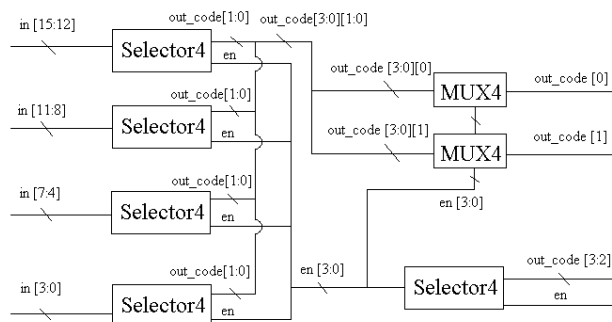 in [15:12]
Selector4
out_code[1:0]
en
out_code[3:0][1:0]
in [11:8]
Selector4
out_code[1:0]
en
in [7:4]
Selector4
out_code[1:0]
en
in [3:0]
Selector4
out_code[1:0]
en
out_code [3:0][0]
MUX4
out_code [0]
out_code [3:0][1]
MUX4
out_code [1]
en [3:0]
en [3:0]
Selector4
out_code [3:2]
en